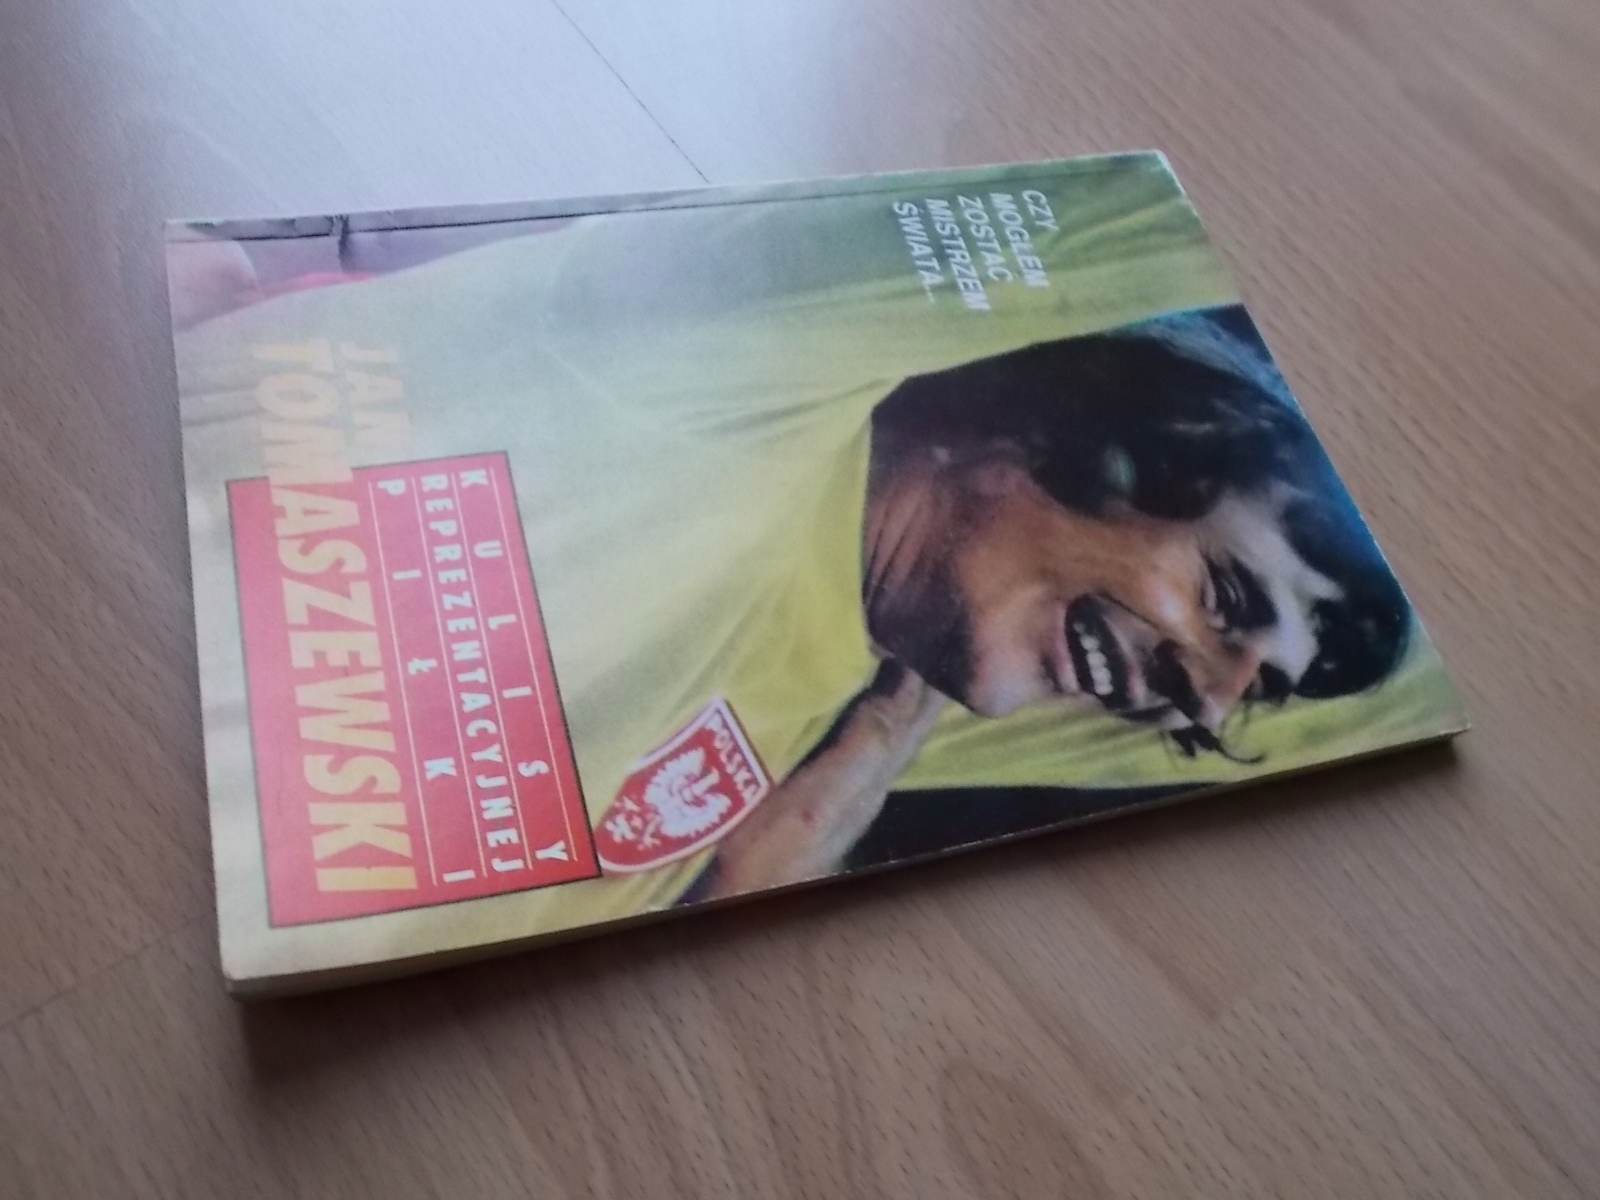 CZY
MOGŁEM
ZOSTAĆ
MISTRZEM
ŚWIATA...
POLSKA
KULISY
REPREZENTACYJNEJ
PIŁKI
JAN
TOMASZEWSKI